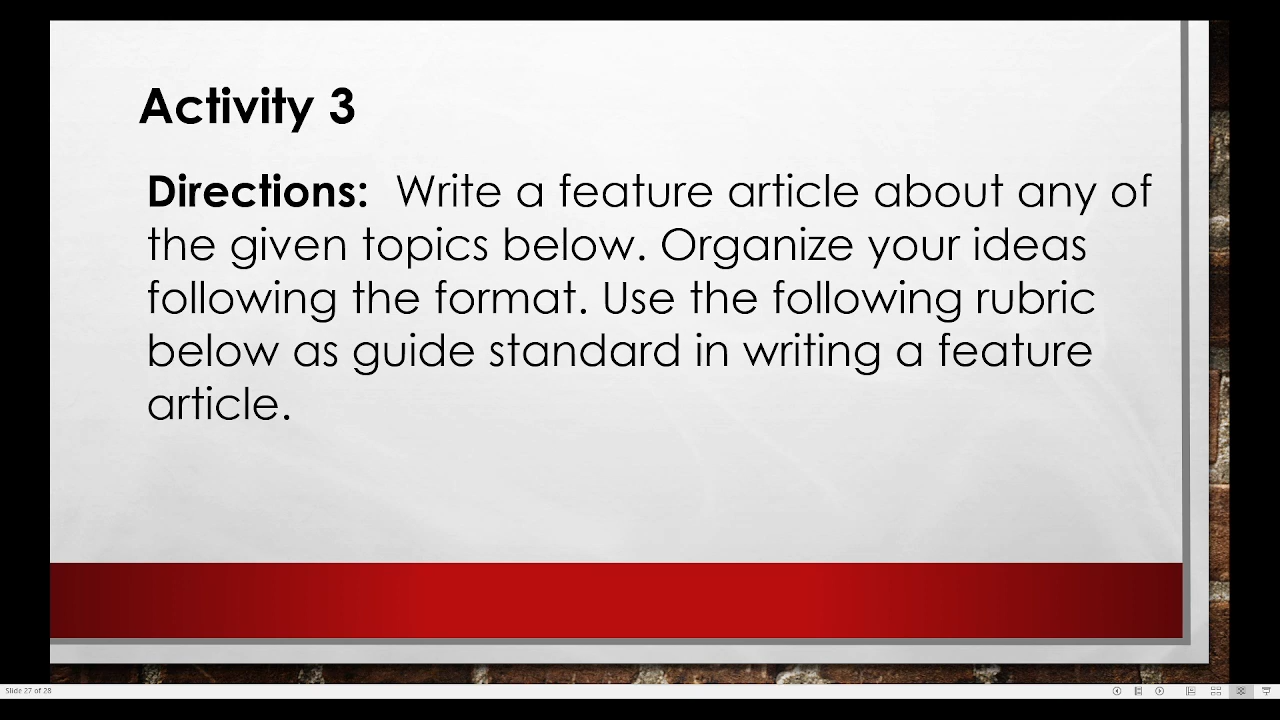 Activity 3
Directions: Write a feature article about any of
the given topics below. Organize your ideas
following the format. Use the following rubric
below as guide standard in writing a feature
article.
Slide 27 of 28